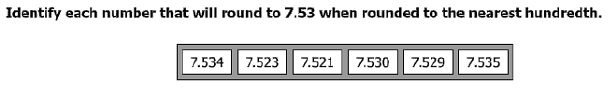 Identify each number that will round to 7.53 when rounded to the nearest hundredth.
7.534 7.523 7.521 7.530 7.529 7.535